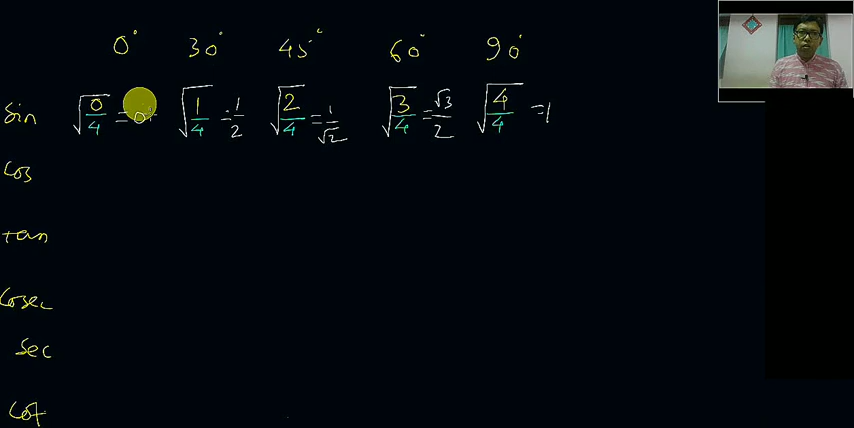 0° 30° 45° 60° 90°
Sin √0/4 = 0 √1/4 = 1/2 √2/4 = 1/√2 √3/4 = √3/2 √4/4 = 1
Cos
tan
Cosec
Sec
Cot